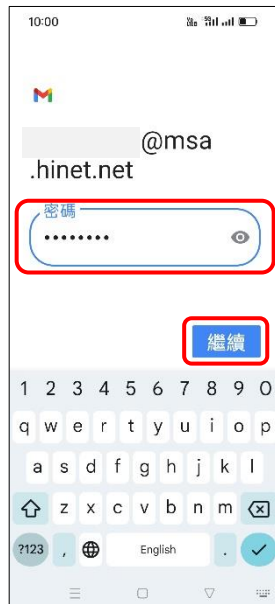 10:00
@msa
.hinet.net
密碼
••••••••
繼續
1 2 3 4 5 6 7 8 9 0
q w e r t y u i o p
a s d f g h j k l
z x c v b n m
?123 , English .